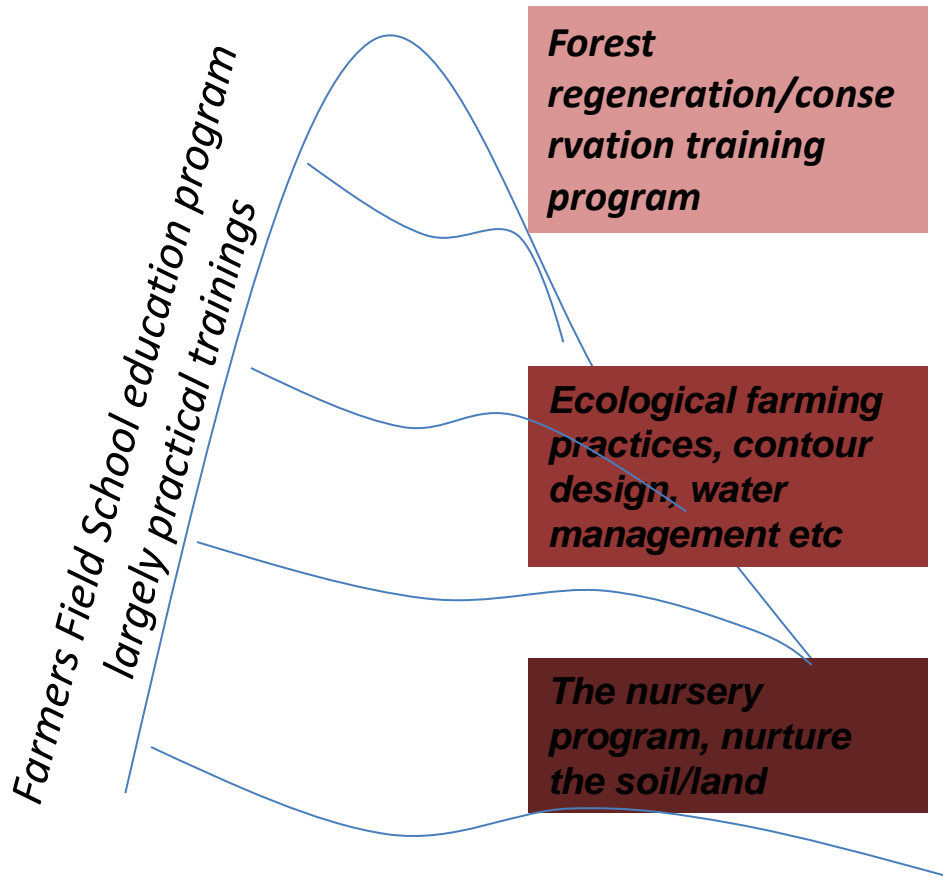 Farmers Field School education program
largely practical trainings
Forest
regeneration/conse
rvation training
program
Ecological farming
practices, contour
design, water
management etc
The nursery
program, nurture
the soil/land